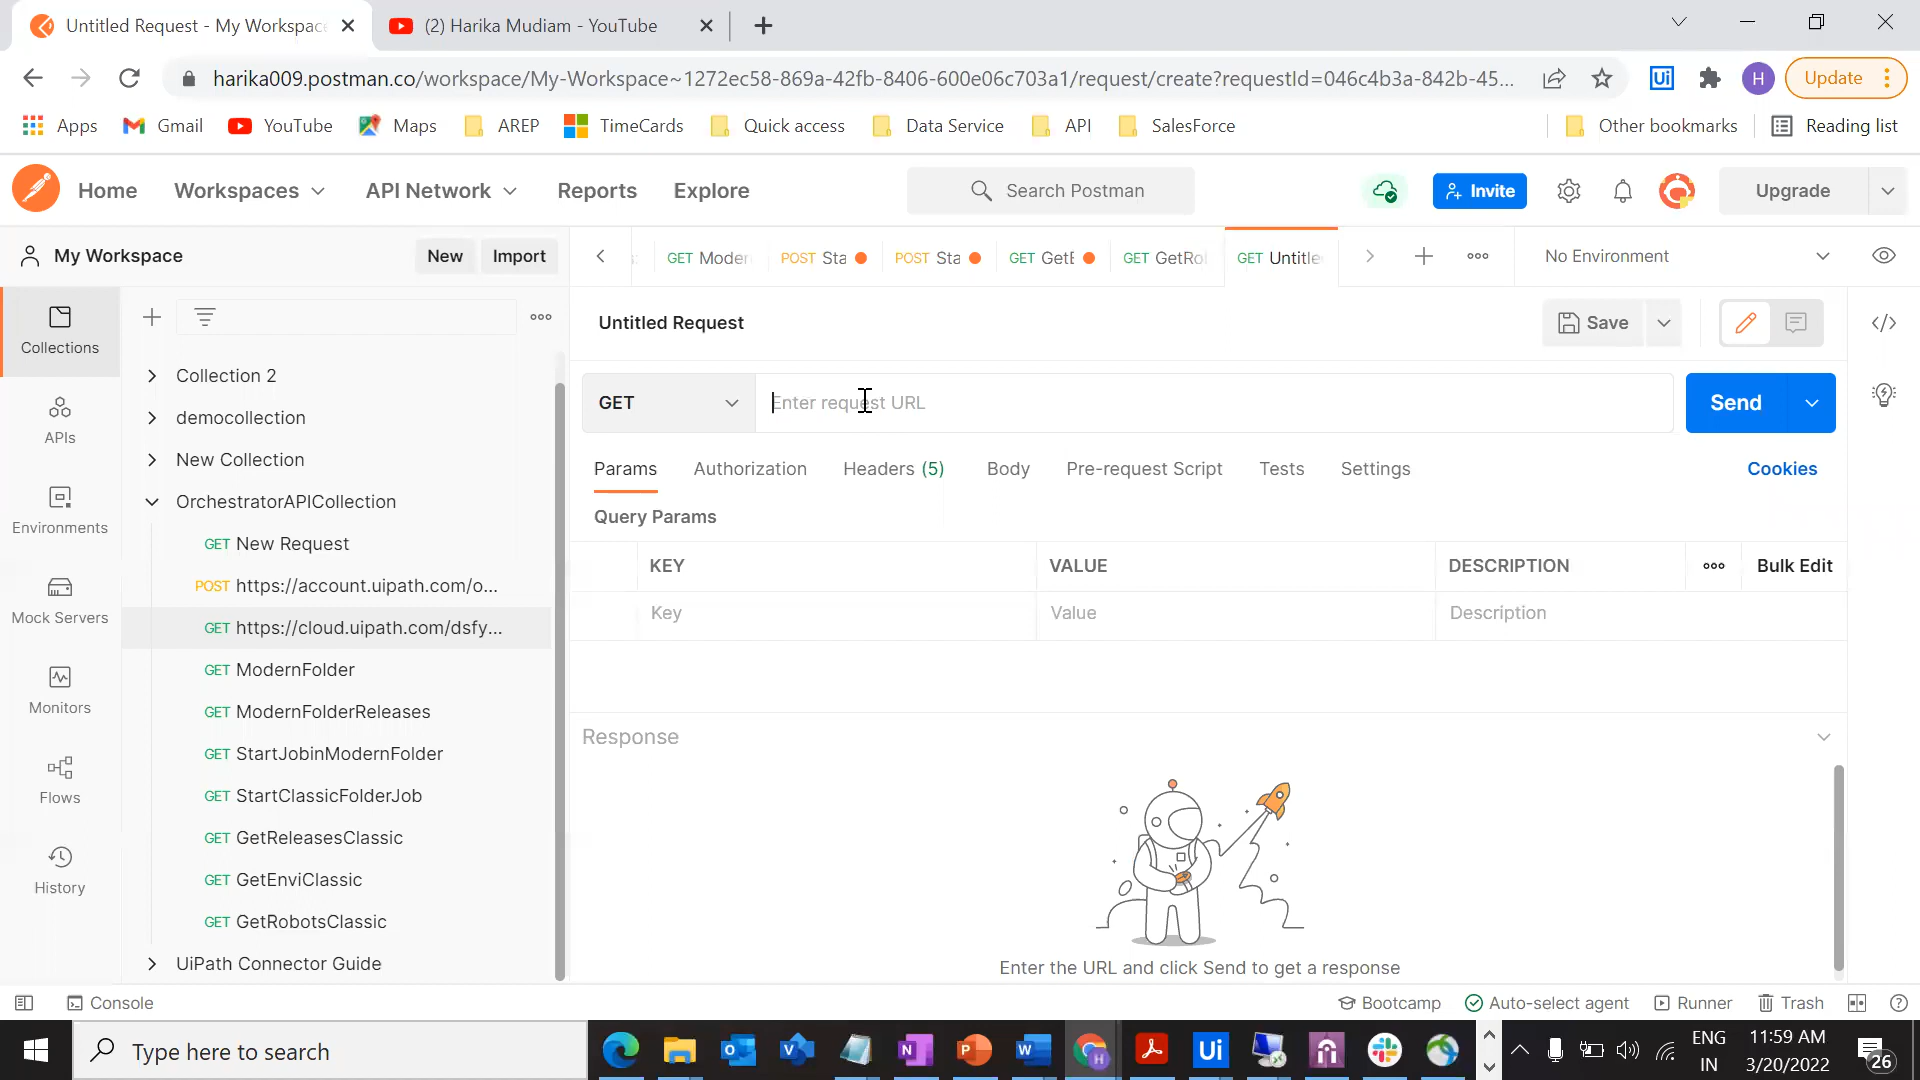 Untitled Request - My Workspac
(2) Harika Mudiam - YouTube
harika009.postman.co/workspace/My-Workspace~1272ec58-869a-42fb-8406-600e06c703a1/request/create?requestId=046c4b3a-842b-45...
Ui
H
Update
Apps
Gmail
YouTube
Maps
AREP
TimeCards
Quick access
Data Service
API
SalesForce
Other bookmarks
Reading list
Home
Workspaces
API Network
Reports
Explore
Search Postman
Invite
Upgrade
My Workspace
New
Import
GET Moder
POST Sta
POST Sta
GET GetE
GET GetRo
GET Untitle
No Environment
Collections
APIs
Environments
Mock Servers
Monitors
Flows
History
Collection 2
democollection
New Collection
OrchestratorAPICollection
GET New Request
POST https://account.uipath.com/o...
GET https://cloud.uipath.com/dsfy...
GET ModernFolder
GET ModernFolderReleases
GET StartJobinModernFolder
GET StartClassicFolderJob
GET GetReleasesClassic
GET GetEnviClassic
GET GetRobotsClassic
UiPath Connector Guide
Untitled Request
Save
GET
Enter request URL
Send
Params
Authorization
Headers (5)
Body
Pre-request Script
Tests
Settings
Cookies
Query Params
KEY
VALUE
DESCRIPTION
Bulk Edit
Key
Value
Description
Response
Enter the URL and click Send to get a response
Console
Bootcamp
Auto-select agent
Runner
Trash
Type here to search
Ui
ENG
IN
11:59 AM
3/20/2022
26